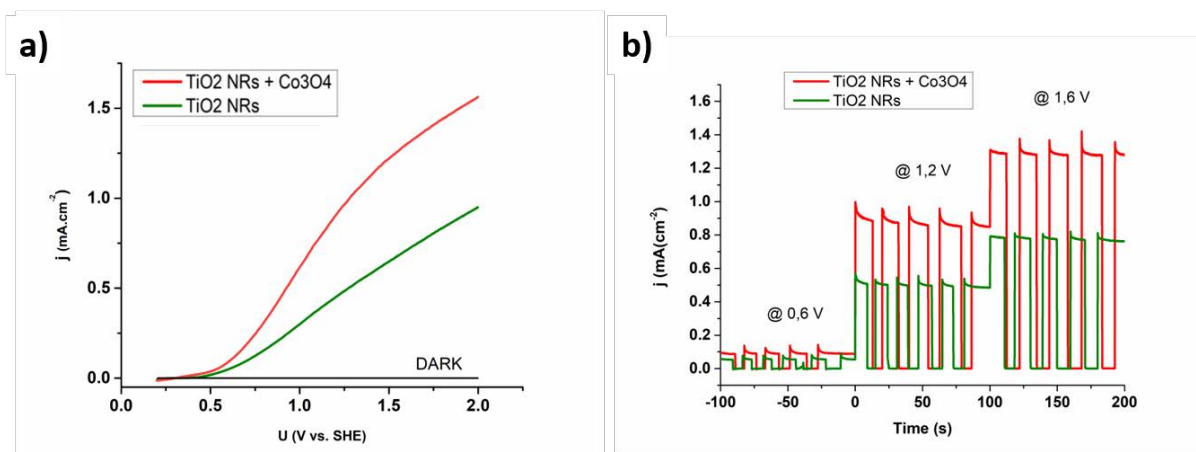 a)
TiO2 NRs + Co3O4
TiO2 NRs
1.5
1.0
0.5
0.0
j (mA.cm-2)
DARK
0.0 0.5 1.0 1.5 2.0
U (V vs. SHE)
b)
TiO2 NRs + Co3O4
TiO2 NRs
@ 1,6 V
@ 1,2 V
@ 0,6 V
1.6
1.4
1.2
1.0
0.8
0.6
0.4
0.2
0.0
j (mA(cm-2)
-100 -50 0 50 100 150 200
Time (s)